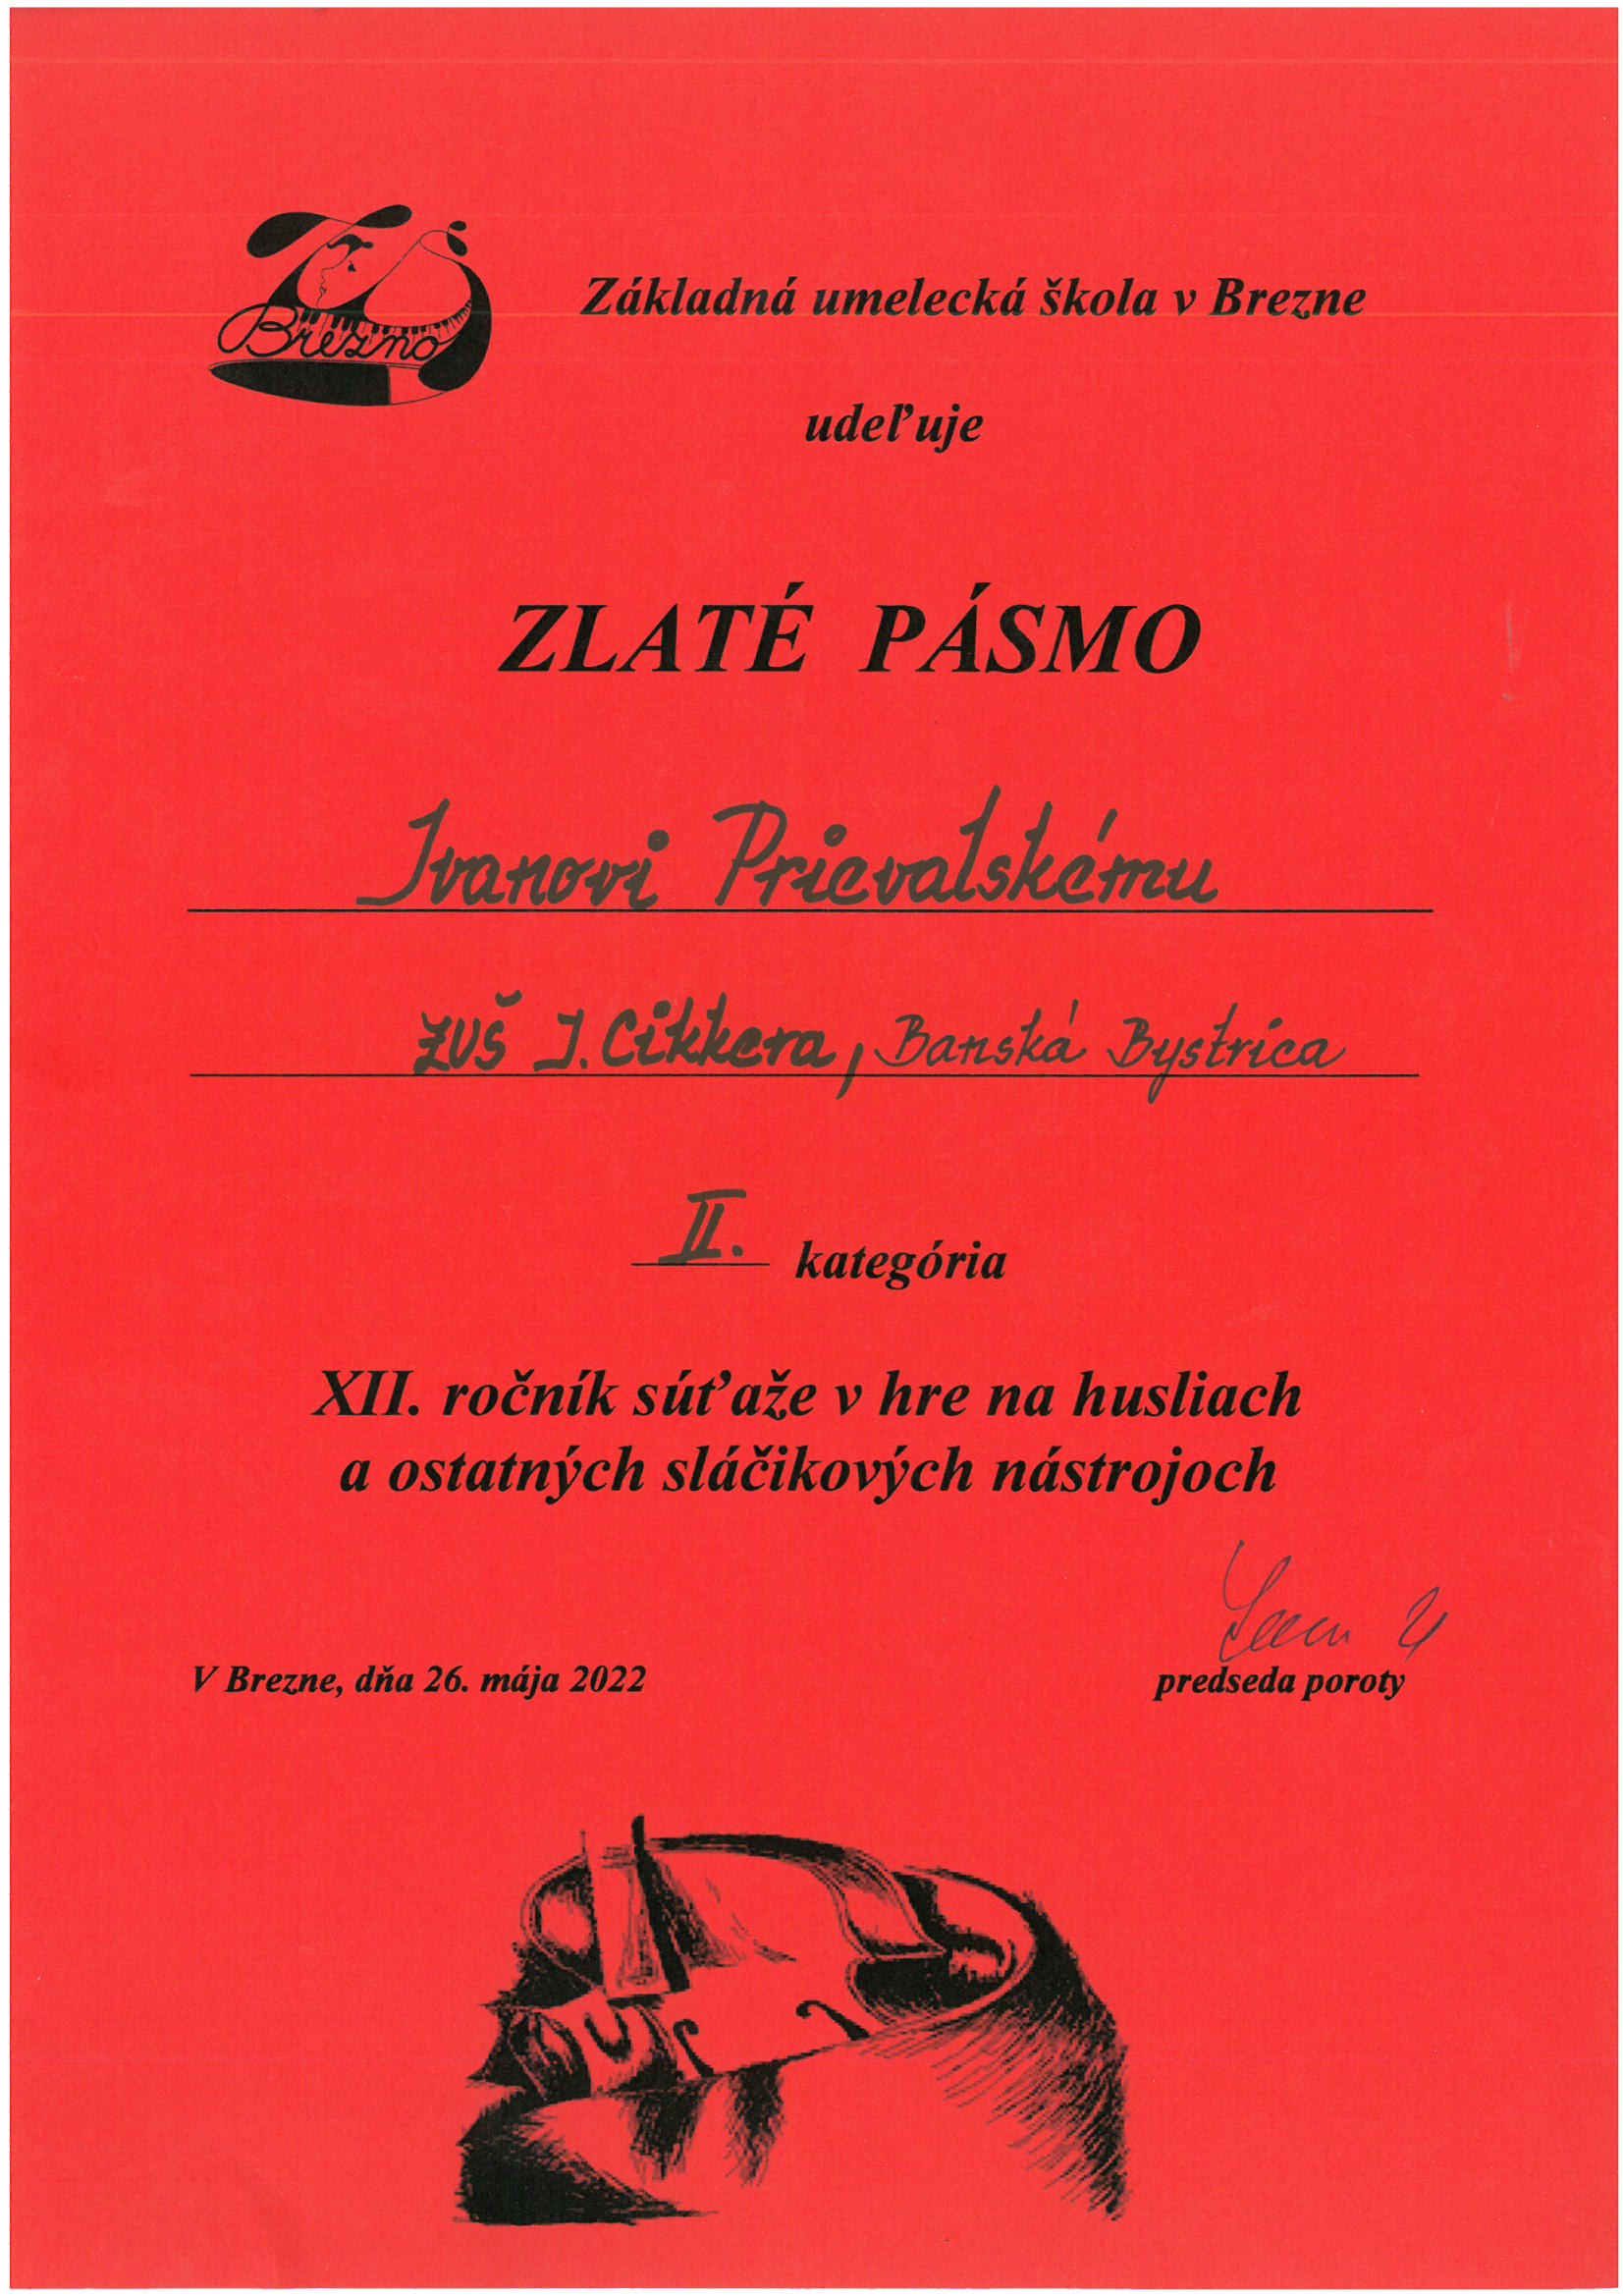 Brezno
Základná umelecká škola v Brezne
udeľuje
ZLATÉ PÁSMO
Ivanovi Prievalskému
ZUŠ J. Cikkera, Banská Bystrica
II. kategória
XII. ročník súťaže v hre na husliach
a ostatných sláčikových nástrojoch
V Brezne, dňa 26. mája 2022
predseda poroty